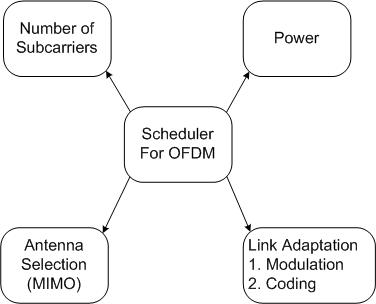 Number of
Subcarriers
Power
Scheduler
For OFDM
Antenna
Selection
(MIMO)
Link Adaptation
1. Modulation
2. Coding